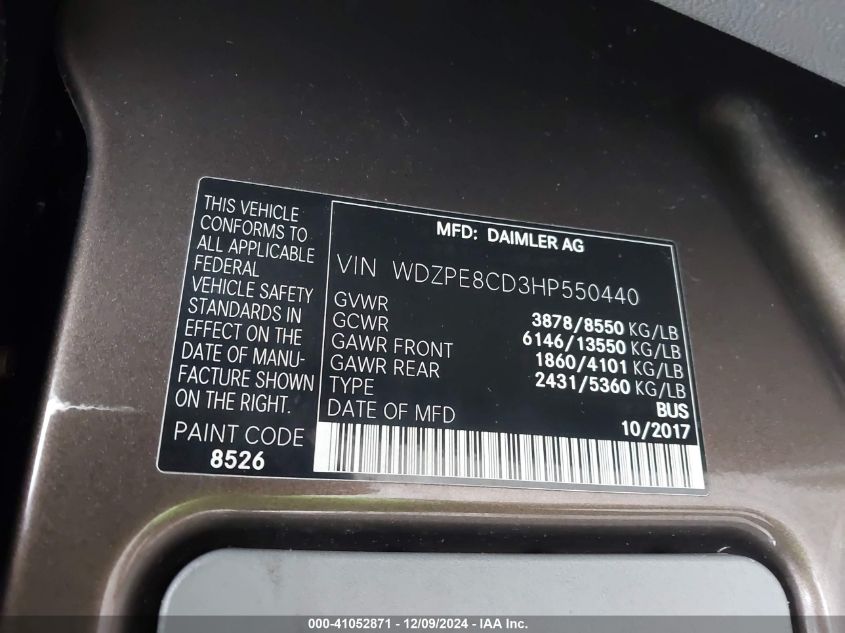 THIS VEHICLE
CONFORMS TO
ALL APPLICABLE
FEDERAL
VEHICLE SAFETY
STANDARDS IN
EFFECT ON THE
DATE OF MANU-
FACTURE SHOWN
ON THE RIGHT.
PAINT CODE
8526
MFD: DAIMLER AG
VIN WDZPE8CD3HP550440
GVWR 3878/8550 KG/LB
GCWR 6146/13550 KG/LB
GAWR FRONT 1860/4101 KG/LB
GAWR REAR 2431/5360 KG/LB
TYPE BUS
DATE OF MFD 10/2017
000-41052871 - 12/09/2024 - IAA Inc.